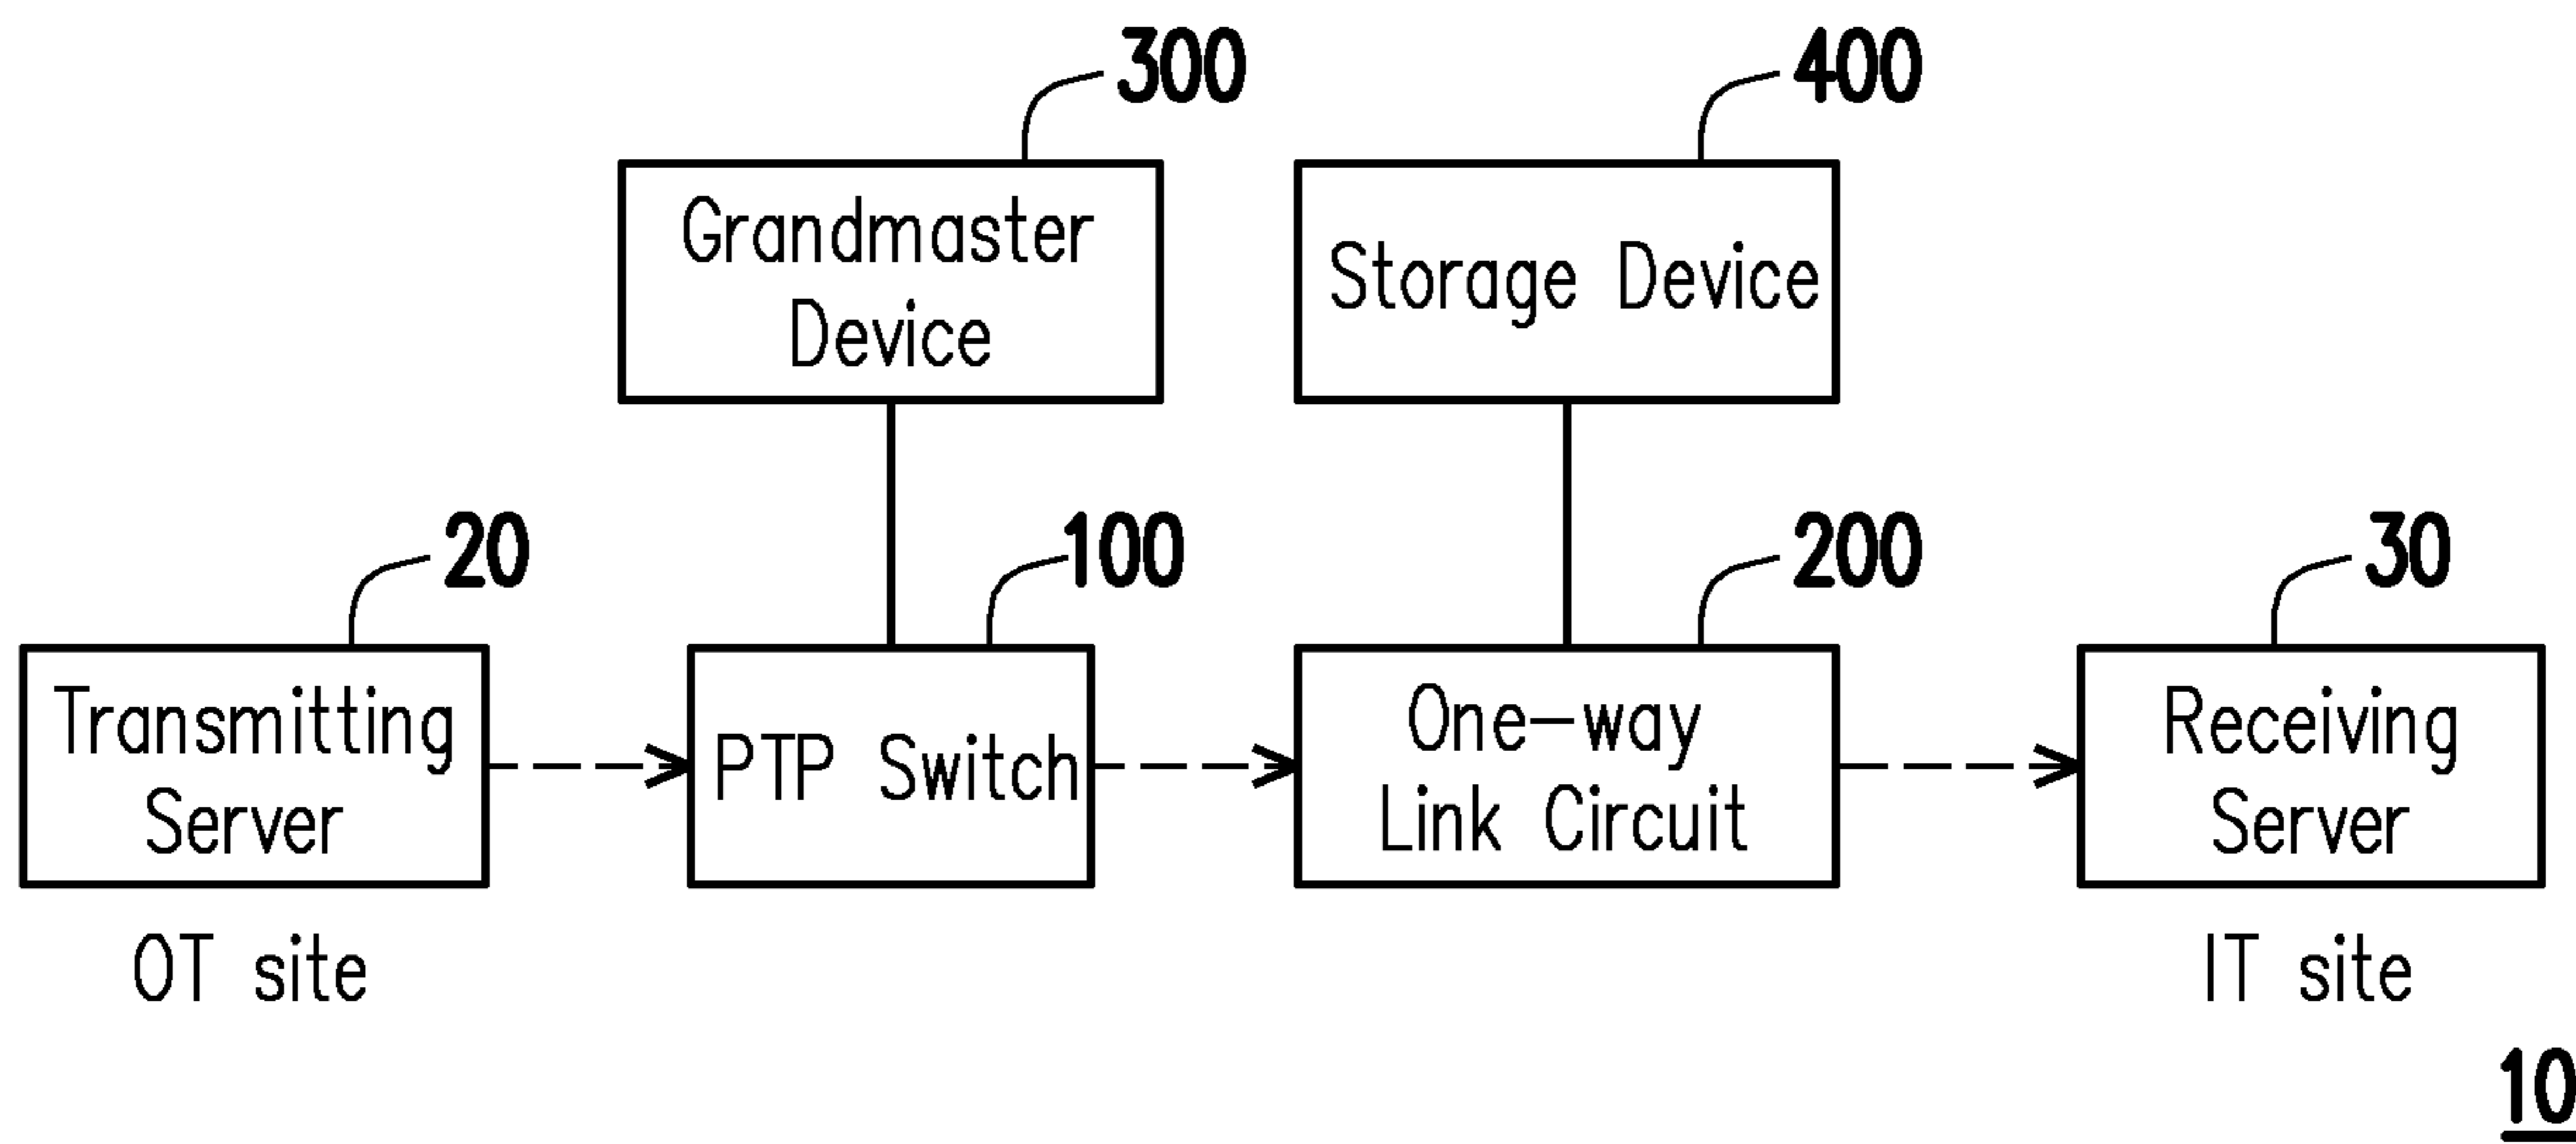 300
400
Grandmaster
Device
Storage Device
20
100
200
30
Transmitting
Server
PTP Switch
One-way
Link Circuit
Receiving
Server
OT site
IT site
10